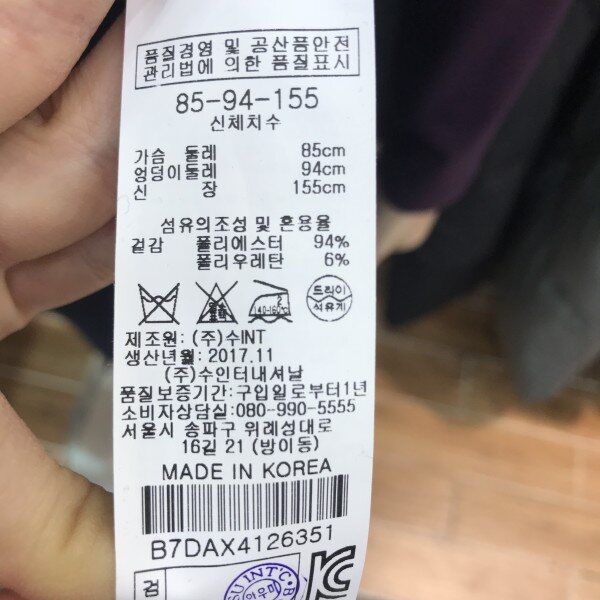 품질경영 및 공산품안전
관리법에 의한 품질표시
85-94-155
신체치수
가슴 둘레 85cm
엉덩이둘레 94cm
신 장 155cm
섬유의조성 및 혼용율
겉감 폴리에스터 94%
폴리우레탄 6%
140-160℃
드라이
석유계
제조원: (주)수INT
생산년월: 2017.11
(주)수인터내셔날
품질보증기간:구입일로부터1년
소비자상담실:080-990-5555
서울시 송파구 위례성대로
16길 21 (방이동)
MADE IN KOREA
B7DAX4126351
검
SU INT'C